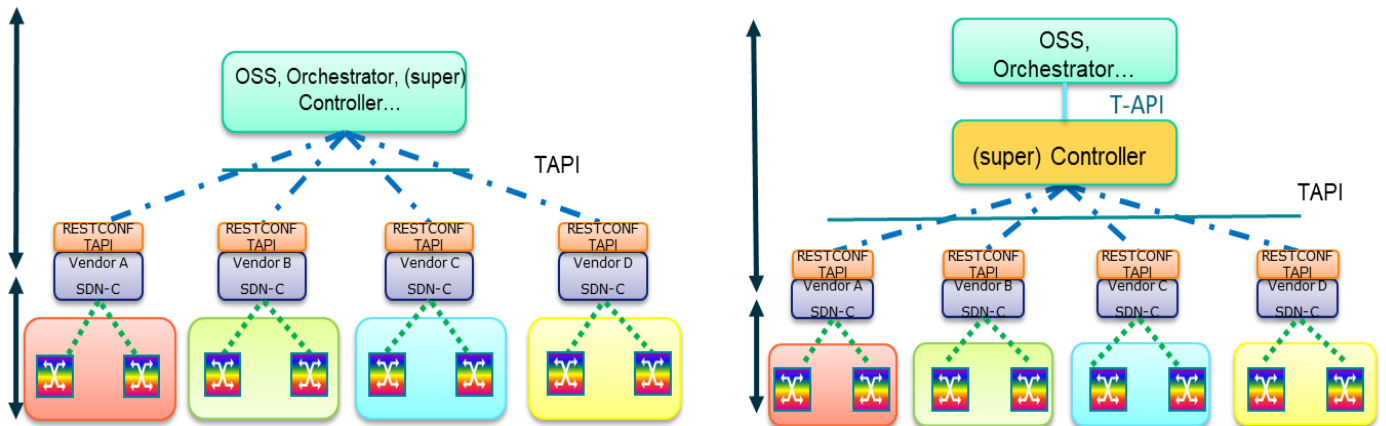 OSS, Orchestrator, (super)
Controller…
TAPI
RESTCONF
TAPI
Vendor A
SDN-C
RESTCONF
TAPI
Vendor B
SDN-C
RESTCONF
TAPI
Vendor C
SDN-C
RESTCONF
TAPI
Vendor D
SDN-C
OSS,
Orchestrator…
T-API
(super) Controller
TAPI
RESTCONF
TAPI
Vendor A
SDN-C
RESTCONF
TAPI
Vendor B
SDN-C
RESTCONF
TAPI
Vendor C
SDN-C
RESTCONF
TAPI
Vendor D
SDN-C